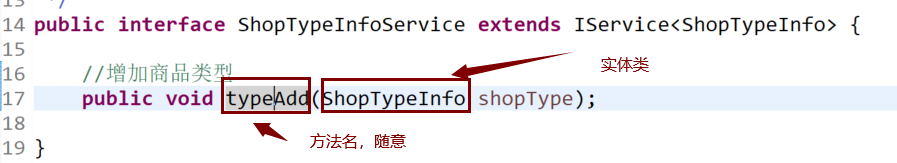 14 public interface ShopTypeInfoService extends IService<ShopTypeInfo> {
15
16 //增加商品类型
实体类
17 public void typeAdd(ShopTypeInfo shopType);
18
方法名，随意
19 }